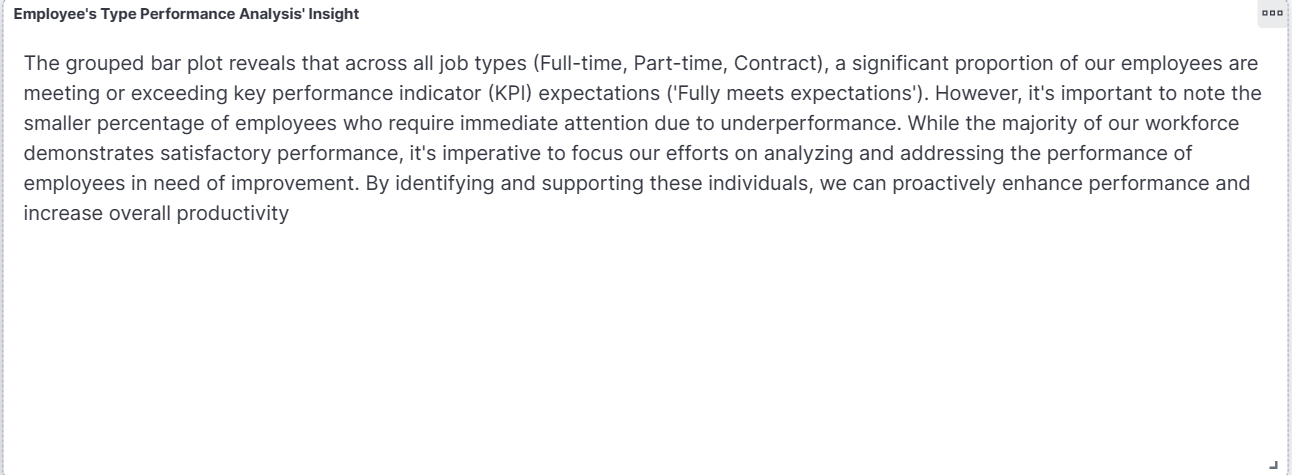 Employee's Type Performance Analysis' Insight
The grouped bar plot reveals that across all job types (Full-time, Part-time, Contract), a significant proportion of our employees are
meeting or exceeding key performance indicator (KPI) expectations ('Fully meets expectations'). However, it's important to note the
smaller percentage of employees who require immediate attention due to underperformance. While the majority of our workforce
demonstrates satisfactory performance, it's imperative to focus our efforts on analyzing and addressing the performance of
employees in need of improvement. By identifying and supporting these individuals, we can proactively enhance performance and
increase overall productivity